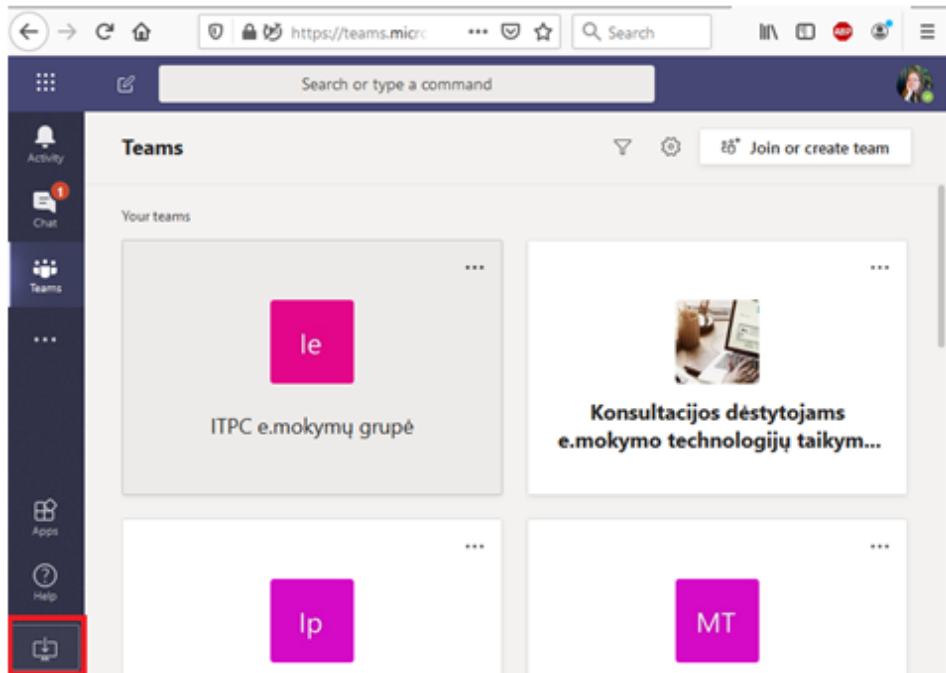 https://teams.micro
Search
ABP
Search or type a command
Activity
Teams
Join or create team
1
Chat
Your teams
Teams
Ie
ITPC e.mokymų grupė
Konsultacijos dėstytojams
e.mokymo technologijų taikym...
Apps
Help
Ip
MT